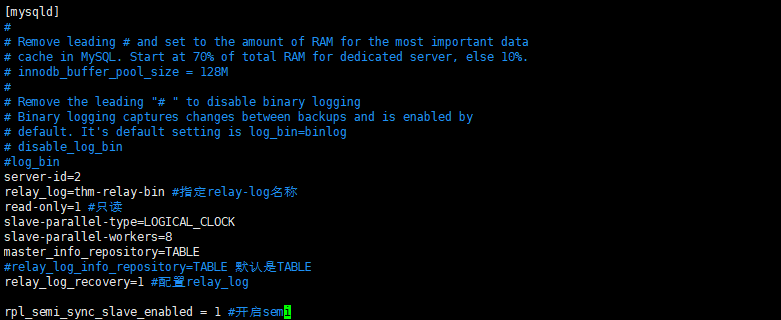 [mysqld]
#
# Remove leading # and set to the amount of RAM for the most important data
# cache in MySQL. Start at 70% of total RAM for dedicated server, else 10%.
# innodb_buffer_pool_size = 128M
#
# Remove the leading "# " to disable binary logging
# Binary logging captures changes between backups and is enabled by
# default. It's default setting is log_bin=binlog
# disable_log_bin
#log_bin
server-id=2
relay_log=thm-relay-bin #指定relay-log名称
read-only=1 #只读
slave-parallel-type=LOGICAL_CLOCK
slave-parallel-workers=8
master_info_repository=TABLE
#relay_log_info_repository=TABLE 默认是TABLE
relay_log_recovery=1 #配置relay_log
rpl_semi_sync_slave_enabled = 1 #开启semi